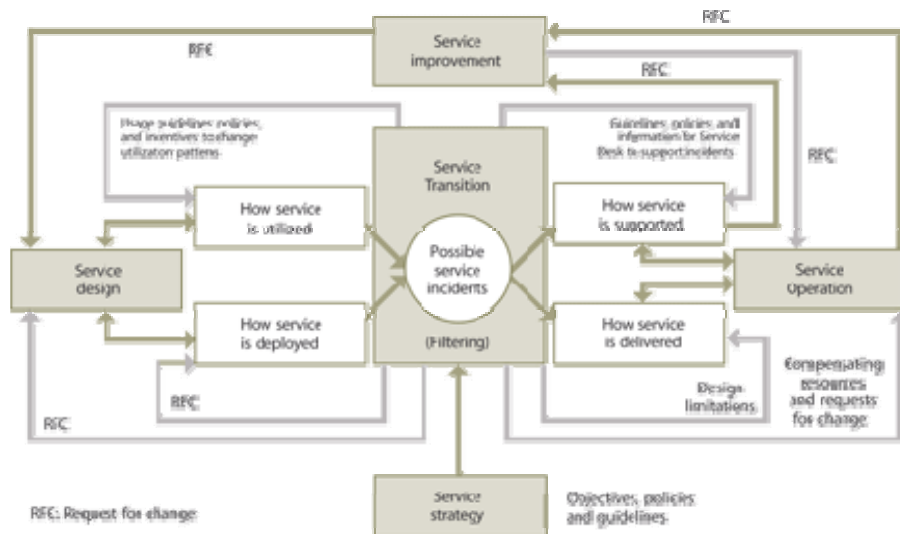 RFC
Service
improvement
RFC
RFC
Usage guidelines, policies,
and incentives to change
utilization patterns
Guidelines, policies, and
information for Service
Desk to support incidents
RFC
Service
Transition
How service
is utilized
How service
is supported
Possible
service
incidents
Service
design
Service
Operation
How service
is deployed
How service
is delivered
(Filtering)
Compensating
resources
and requests
for change
Design
limitations
RFC
RFC
Service
strategy
Objectives, policies
and guidelines
RFC: Request for change